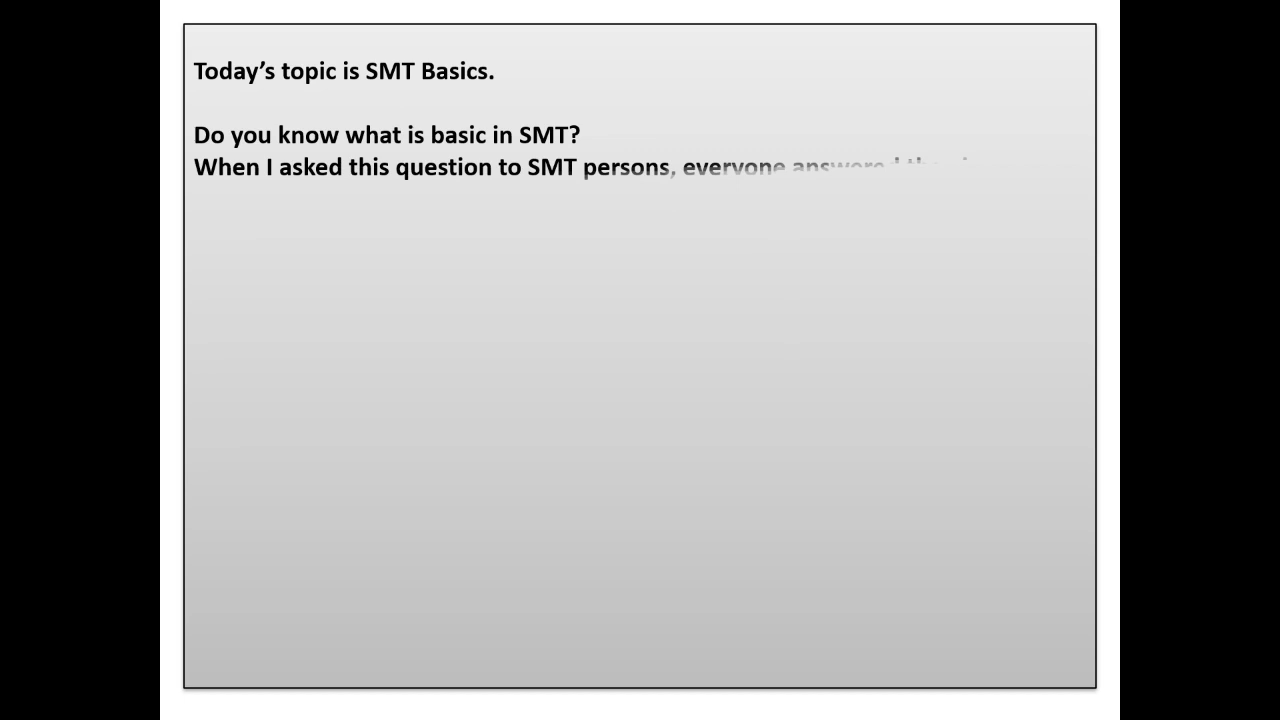 Today's topic is SMT Basics.
Do you know what is basic in SMT?
When I asked this question to SMT persons, everyone answered